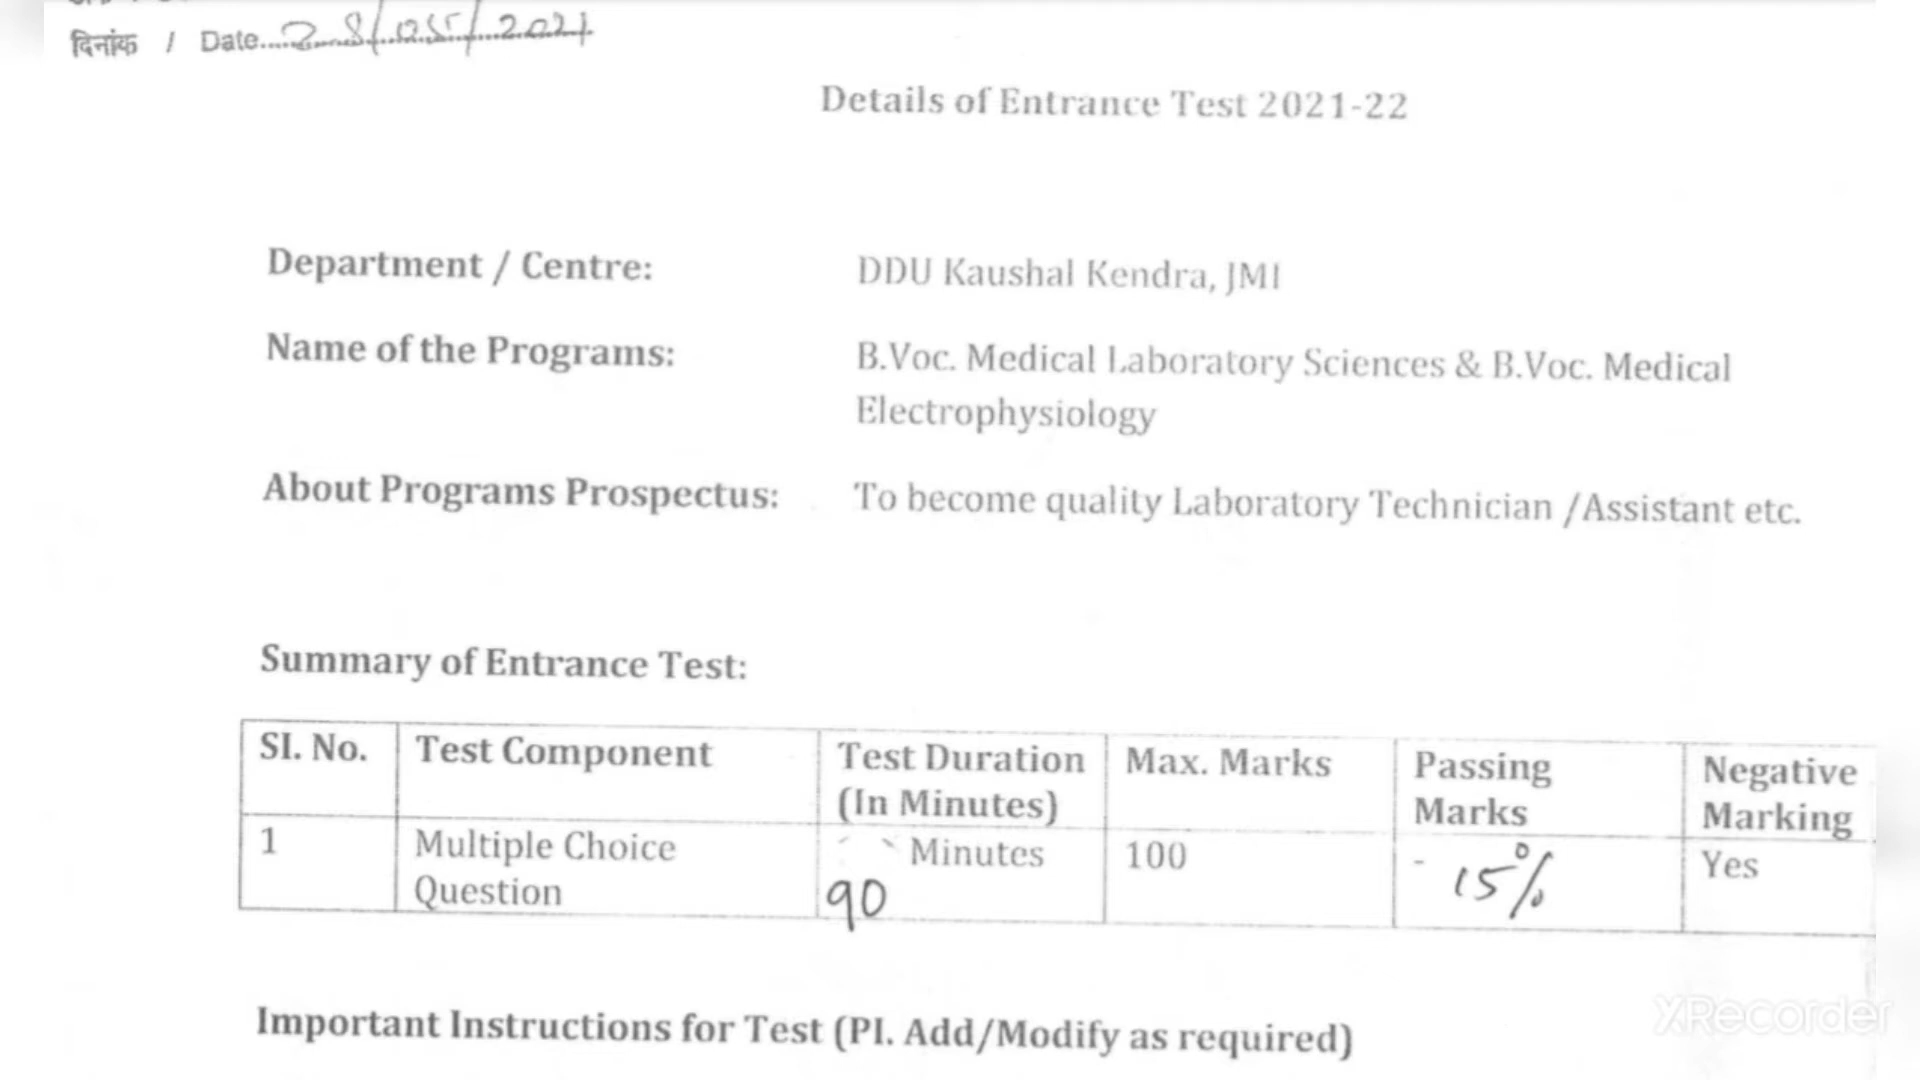 दिनांक / Date 28/05/2021
Details of Entrance Test 2021-22
Department / Centre: DDU Kaushal Kendra, JMI
Name of the Programs: B.Voc. Medical Laboratory Sciences & B.Voc. Medical
Electrophysiology
About Programs Prospectus: To become quality Laboratory Technician /Assistant etc.
Summary of Entrance Test:
SI. No. Test Component Test Duration Max. Marks Passing Negative
(In Minutes) Marks Marking
1 Multiple Choice Minutes 100 - 15% Yes
Question 90
Important Instructions for Test (PI. Add/Modify as required)
XRecorder